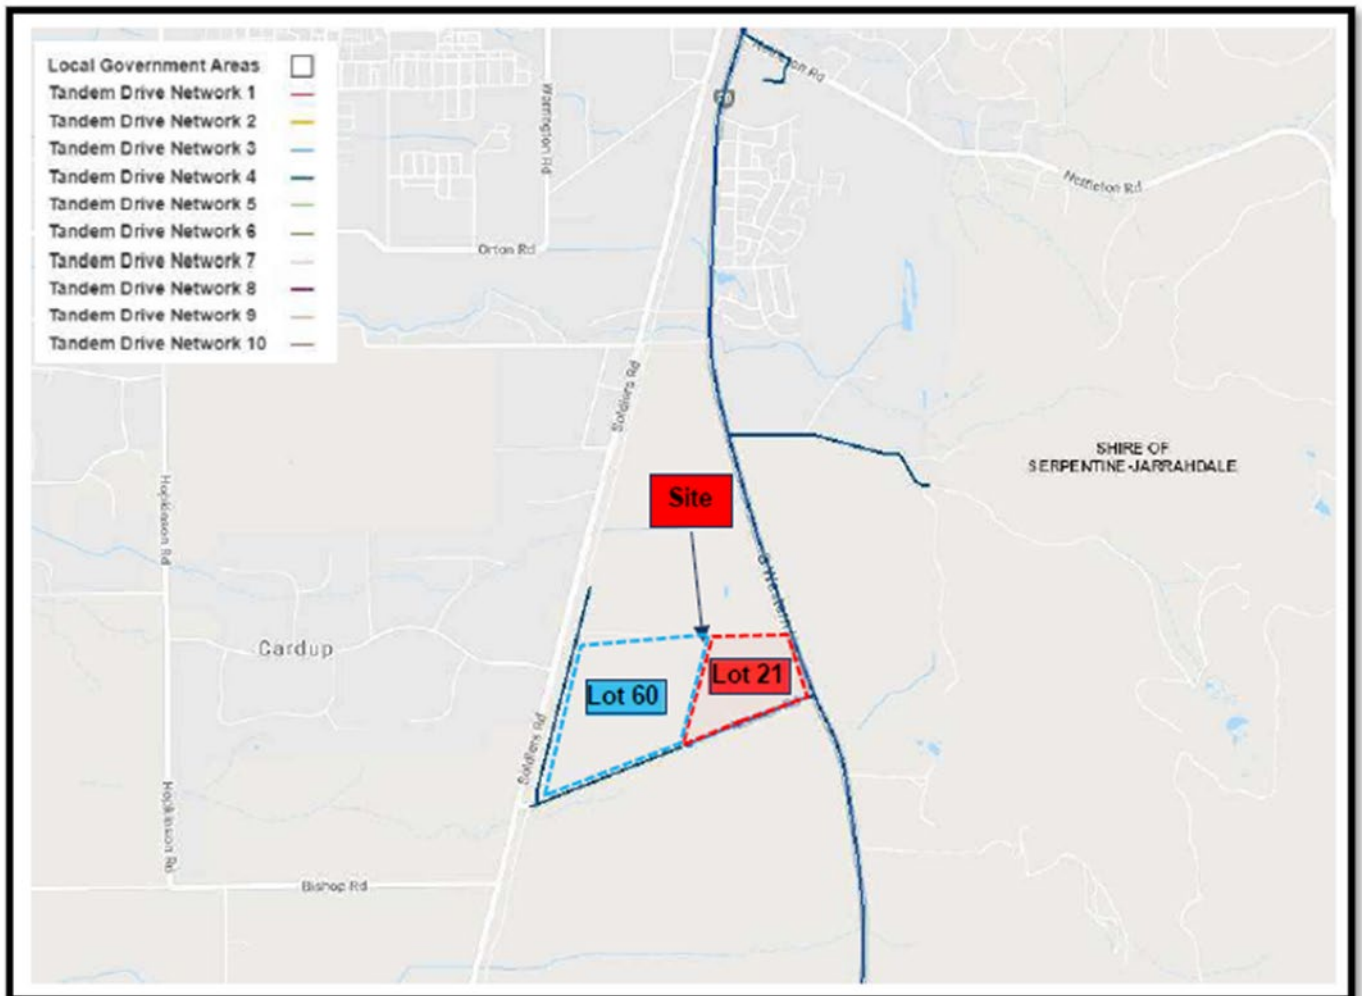 Local Government Areas
Tandem Drive Network 1
Tandem Drive Network 2
Tandem Drive Network 3
Tandem Drive Network 4
Tandem Drive Network 5
Tandem Drive Network 6
Tandem Drive Network 7
Tandem Drive Network 8
Tandem Drive Network 9
Tandem Drive Network 10
Nettleton Rd
Warrington Rd
Nettleton Rd
Orton Rd
Soldiers Rd
SHIRE OF
SERPENTINE-JARRAHDALE
Site
Hopkinson Rd
S Western
Cardup
Lot 60
Lot 21
Soldiers Rd
Hopkinson Rd
Bishop Rd